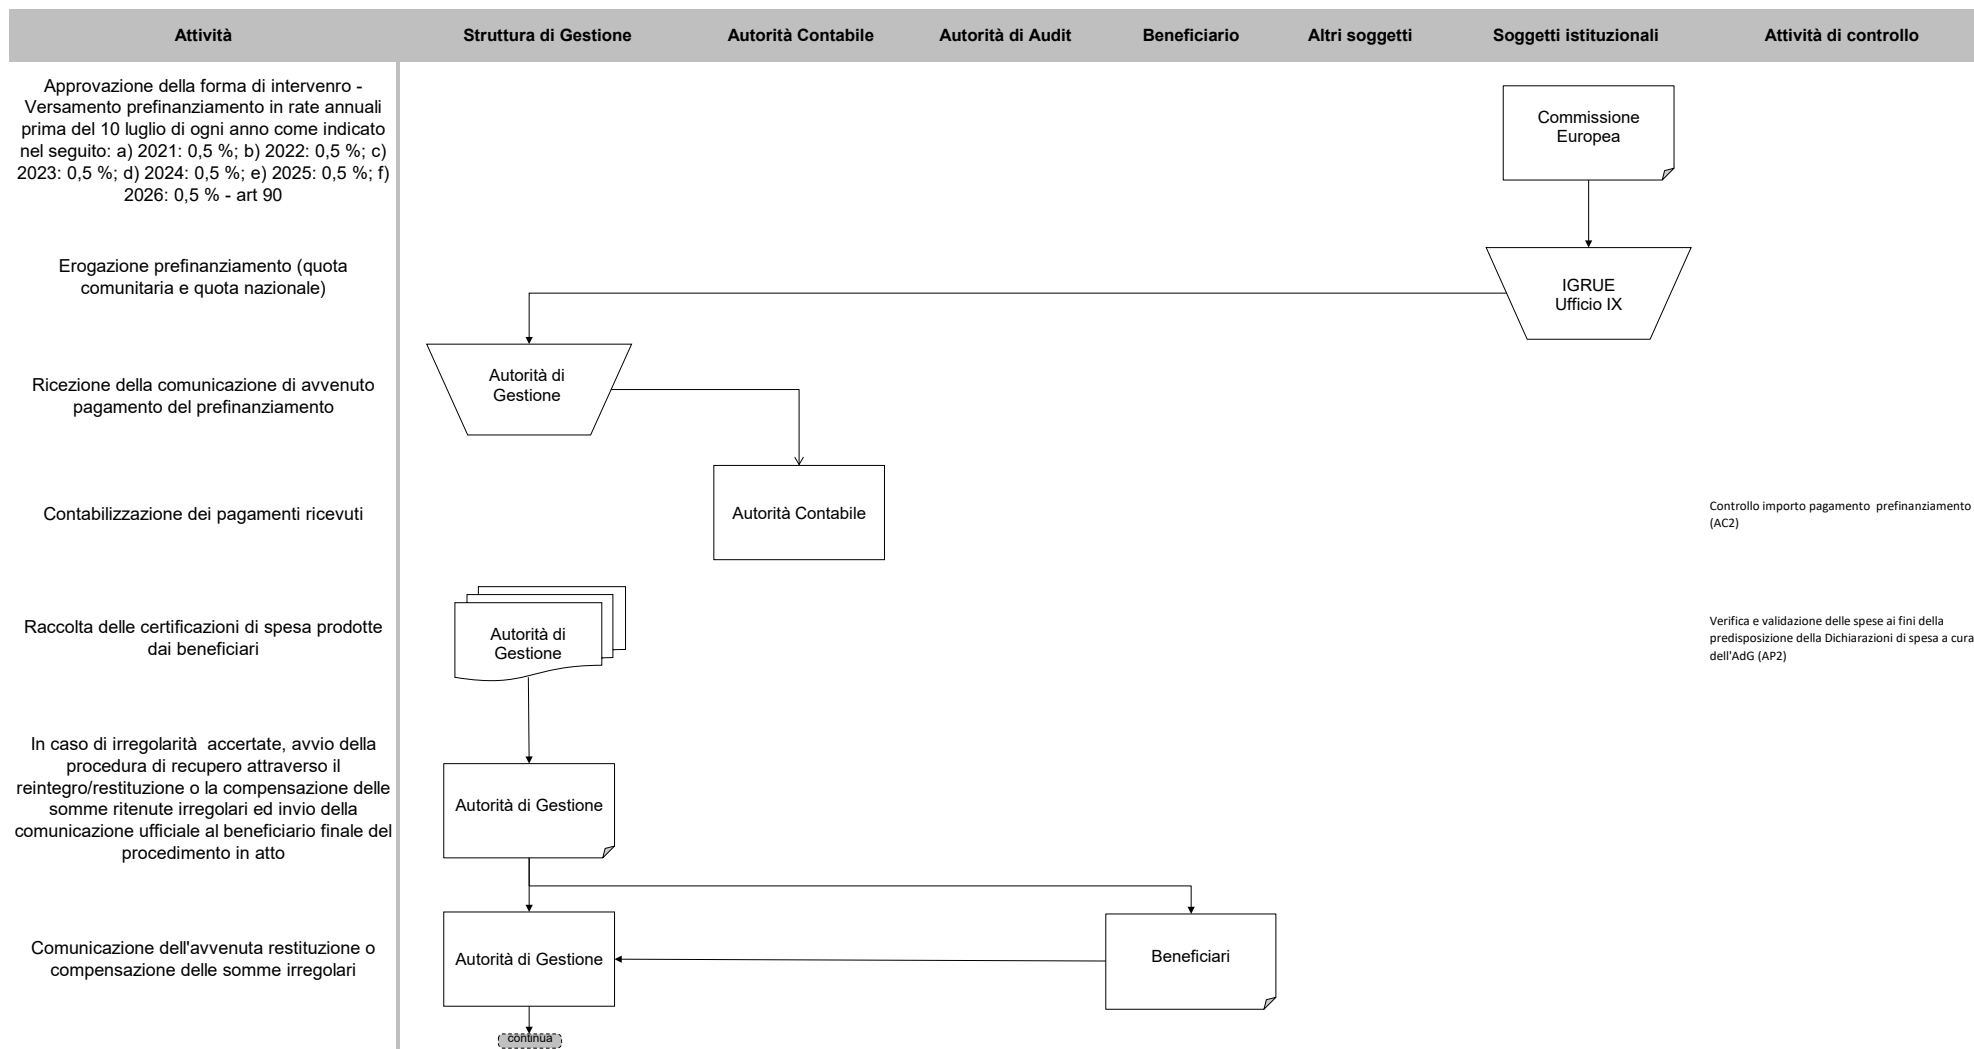 Attività
Struttura di Gestione
Autorità Contabile
Autorità di Audit
Beneficiario
Altri soggetti
Soggetti istituzionali
Attività di controllo
Approvazione della forma di intervenro -
Versamento prefinanziamento in rate annuali
prima del 10 luglio di ogni anno come indicato
nel seguito: a) 2021: 0,5 %; b) 2022: 0,5 %; c)
2023: 0,5 %; d) 2024: 0,5 %; e) 2025: 0,5 %; f)
2026: 0,5 % - art 90
Commissione
Europea
Erogazione prefinanziamento (quota
comunitaria e quota nazionale)
IGRUE
Ufficio IX
Ricezione della comunicazione di avvenuto
pagamento del prefinanziamento
Autorità di
Gestione
Contabilizzazione dei pagamenti ricevuti
Autorità Contabile
Controllo importo pagamento  prefinanziamento
(AC2)
Raccolta delle certificazioni di spesa prodotte
dai beneficiari
Autorità di
Gestione
Verifica e validazione delle spese ai fini della
predisposizione della Dichiarazioni di spesa a cura
dell'AdG (AP2)
In caso di irregolarità  accertate, avvio della
procedura di recupero attraverso il
reintegro/restituzione o la compensazione delle
somme ritenute irregolari ed invio della
comunicazione ufficiale al beneficiario finale del
procedimento in atto
Autorità di Gestione
Comunicazione dell'avvenuta restituzione o
compensazione delle somme irregolari
Autorità di Gestione
Beneficiari
continua